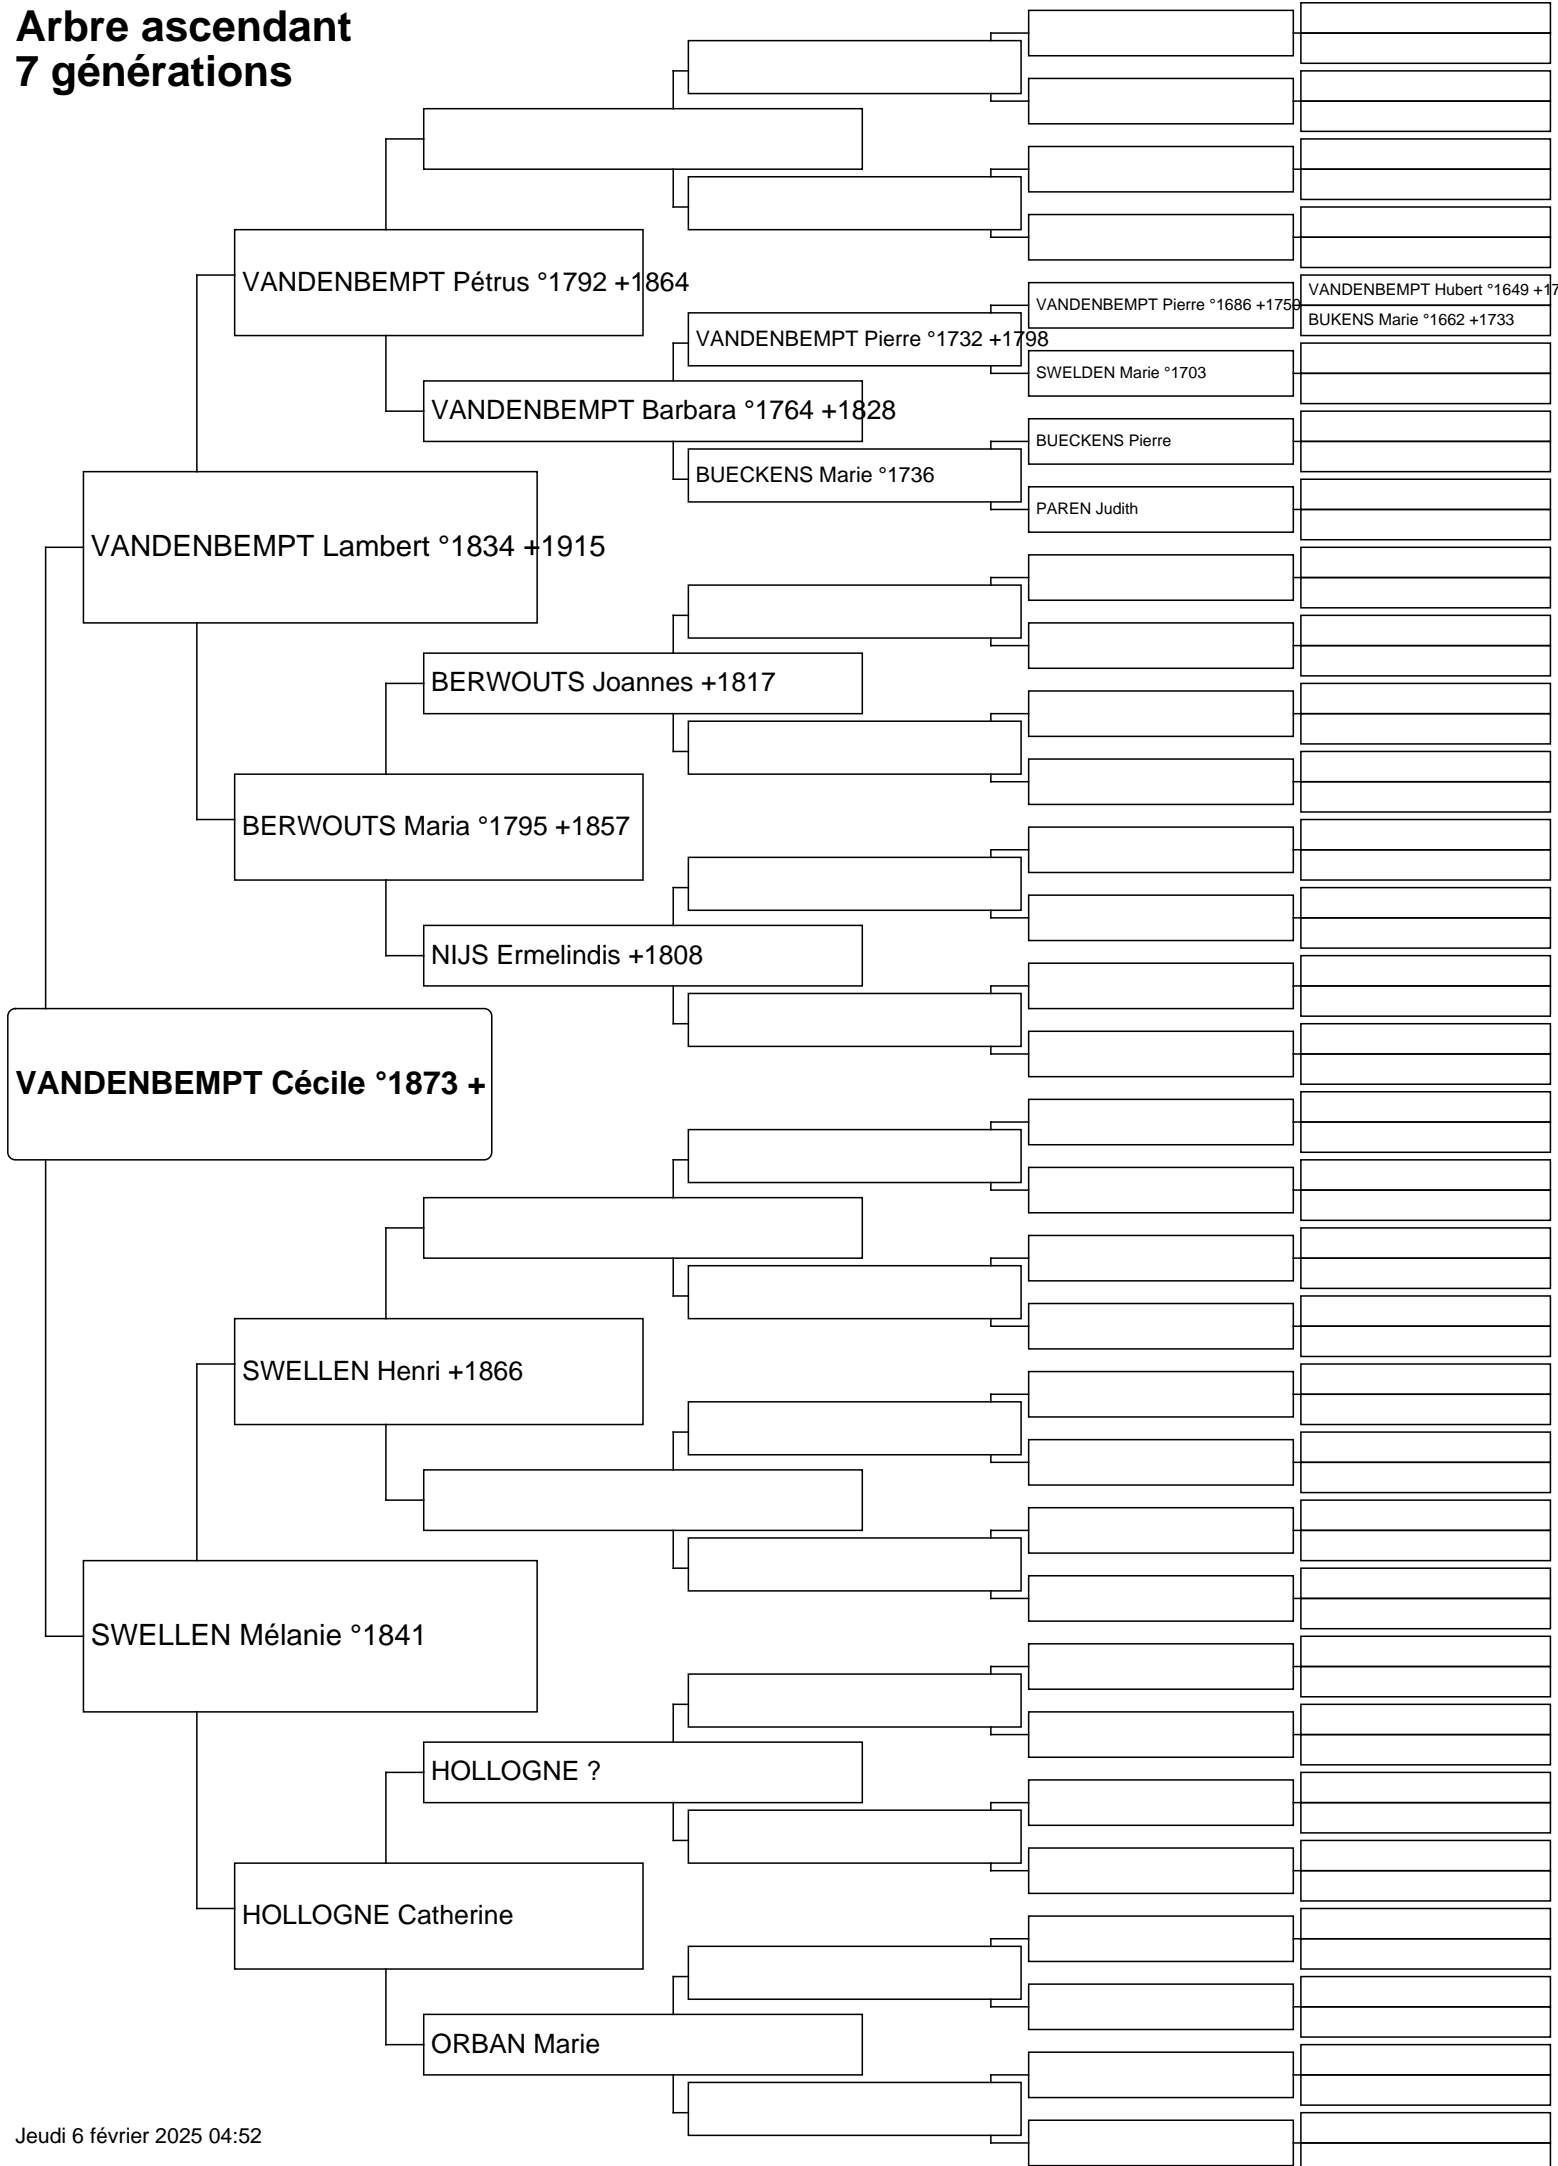 Arbre ascendant
7 générations
VANDENBEMPT Hubert °1649 +17
VANDENBEMPT Pétrus °1792 +1864
VANDENBEMPT Pierre °1686 +1759
BUKENS Marie °1662 +1733
VANDENBEMPT Pierre °1732 +1798
SWELDEN Marie °1703
VANDENBEMPT Barbara °1764 +1828
BUECKENS Pierre
BUECKENS Marie °1736
PAREN Judith
VANDENBEMPT Lambert °1834 +1915
BERWOUTS Joannes +1817
BERWOUTS Maria °1795 +1857
NIJS Ermelindis +1808
VANDENBEMPT Cécile °1873 +
SWELLEN Henri +1866
SWELLEN Mélanie °1841
HOLLOGNE ?
HOLLOGNE Catherine
ORBAN Marie
Jeudi 6 février 2025 04:52